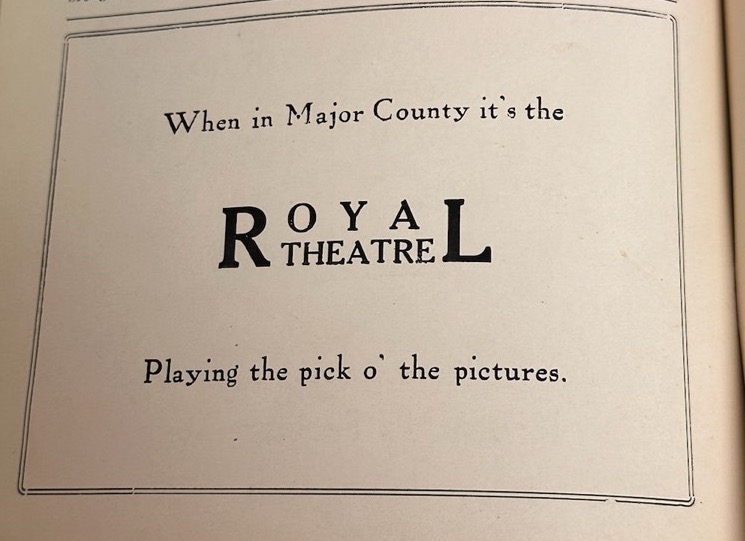 When in Major County it's the
ROYAL
THEATRE
Playing the pick o' the pictures.